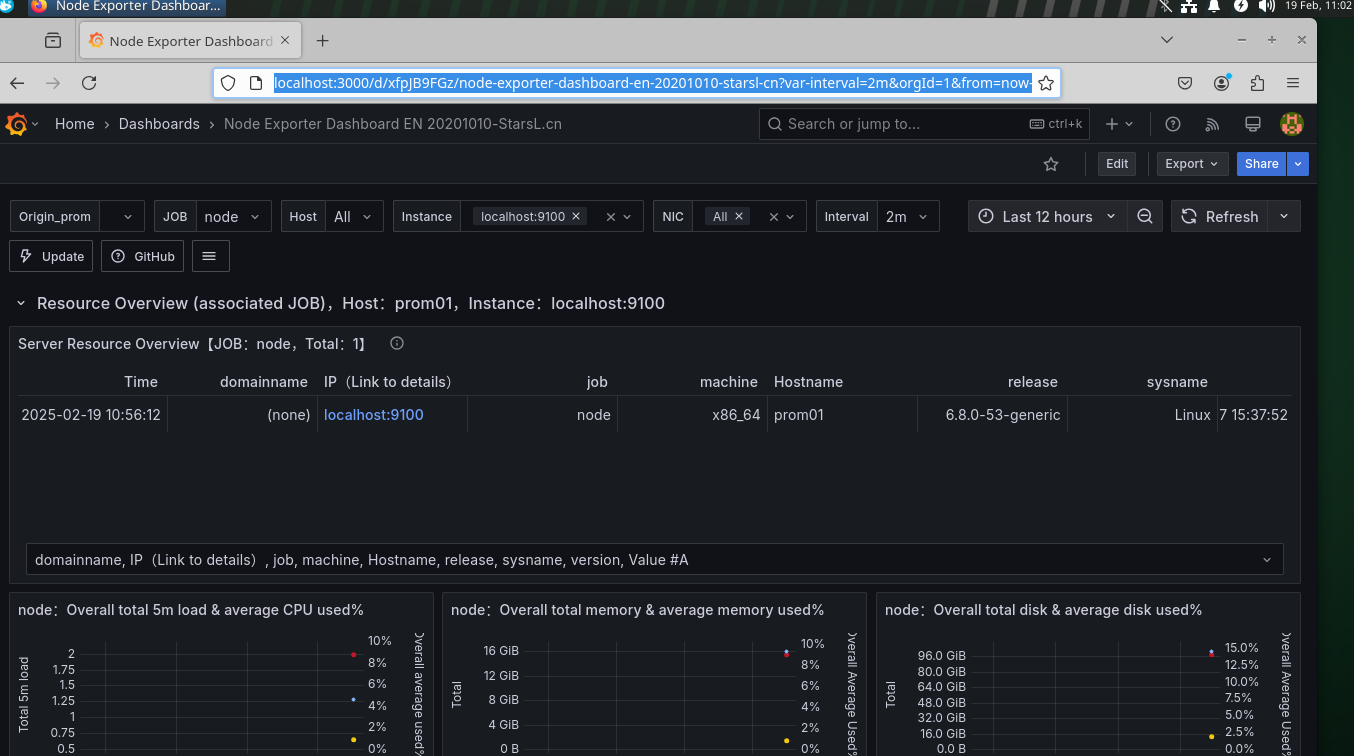 Node Exporter Dashboar...
19 Feb, 11:02
Node Exporter Dashboard
localhost:3000/d/xfpJB9FGz/node-exporter-dashboard-en-20201010-starsl-cn?var-interval=2m&orgId=1&from=now-
Home › Dashboards › Node Exporter Dashboard EN 20201010-StarsL.cn
Search or jump to... ctrl+k
Edit Export Share
Origin_prom JOB node Host All Instance localhost:9100 NIC All Interval 2m Last 12 hours Refresh
Update GitHub
Resource Overview (associated JOB)，Host：prom01，Instance：localhost:9100
Server Resource Overview【JOB：node，Total：1】
Time domainname IP（Link to details） job machine Hostname release sysname
2025-02-19 10:56:12 (none) localhost:9100 node x86_64 prom01 6.8.0-53-generic Linux 7 15:37:52
domainname, IP（Link to details）, job, machine, Hostname, release, sysname, version, Value #A
node：Overall total 5m load & average CPU used%
Total 5m load
2
1.75
1.5
1.25
1
0.75
0.5
10%
8%
6%
4%
2%
0%
Overall average used%
node：Overall total memory & average memory used%
Total
16 GiB
12 GiB
8 GiB
4 GiB
0 B
10%
8%
6%
4%
2%
0%
Overall Average Used%
node：Overall total disk & average disk used%
Total
96.0 GiB
80.0 GiB
64.0 GiB
48.0 GiB
32.0 GiB
16.0 GiB
0.0 B
15.0%
12.5%
10.0%
7.5%
5.0%
2.5%
0.0%
Overall Average Used%